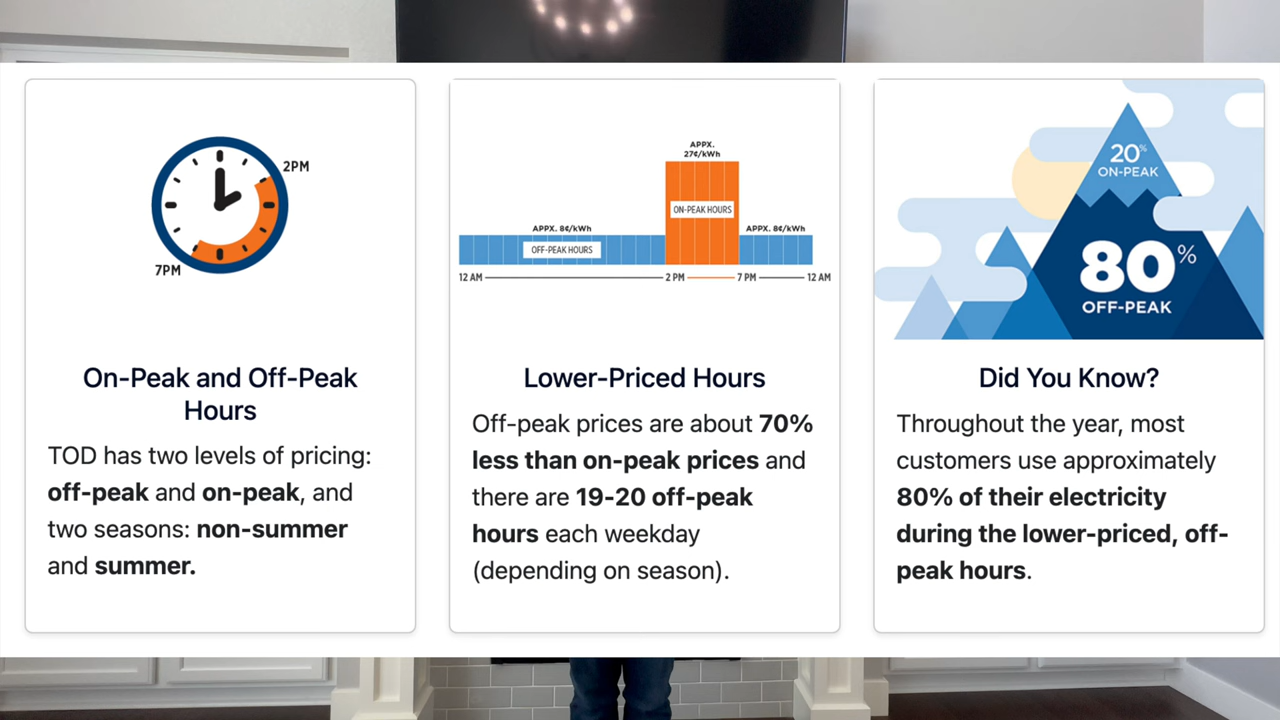 2PM
7PM
On-Peak and Off-Peak
Hours
TOD has two levels of pricing:
off-peak and on-peak, and
two seasons: non-summer
and summer.
APPX.
27¢/kWh
ON-PEAK HOURS
APPX. 8¢/kWh
APPX. 8¢/kWh
OFF-PEAK HOURS
12 AM
2 PM
7 PM
12 AM
Lower-Priced Hours
Off-peak prices are about 70%
less than on-peak prices and
there are 19-20 off-peak
hours each weekday
(depending on season).
20%
ON-PEAK
80%
OFF-PEAK
Did You Know?
Throughout the year, most
customers use approximately
80% of their electricity
during the lower-priced, off-
peak hours.